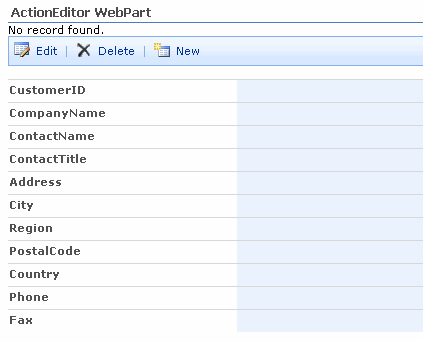 ActionEditor WebPart
No record found.
Edit | Delete | New
CustomerID
CompanyName
ContactName
ContactTitle
Address
City
Region
PostalCode
Country
Phone
Fax